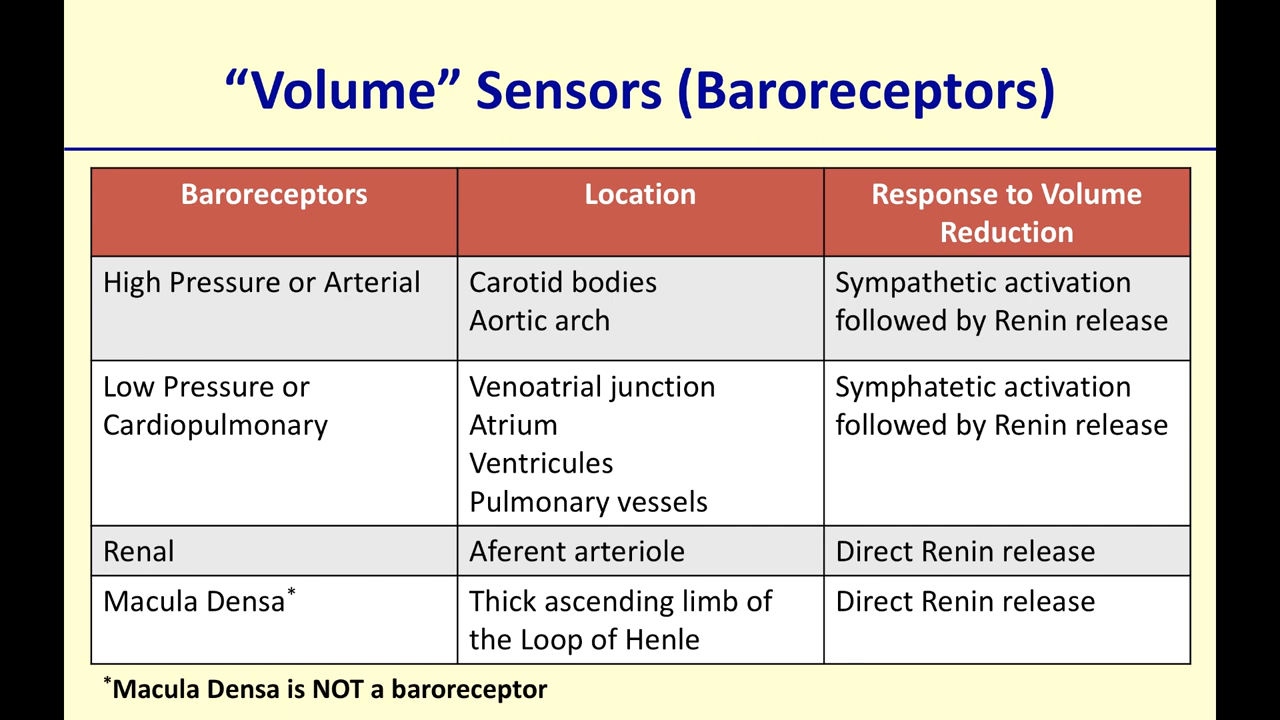 “Volume” Sensors (Baroreceptors)
Baroreceptors
Location
Response to Volume
Reduction
High Pressure or Arterial
Carotid bodies
Aortic arch
Sympathetic activation
followed by Renin release
Low Pressure or
Cardiopulmonary
Venoatrial junction
Atrium
Ventricules
Pulmonary vessels
Symphatetic activation
followed by Renin release
Renal
Aferent arteriole
Direct Renin release
Macula Densa*
Thick ascending limb of
the Loop of Henle
Direct Renin release
*Macula Densa is NOT a baroreceptor